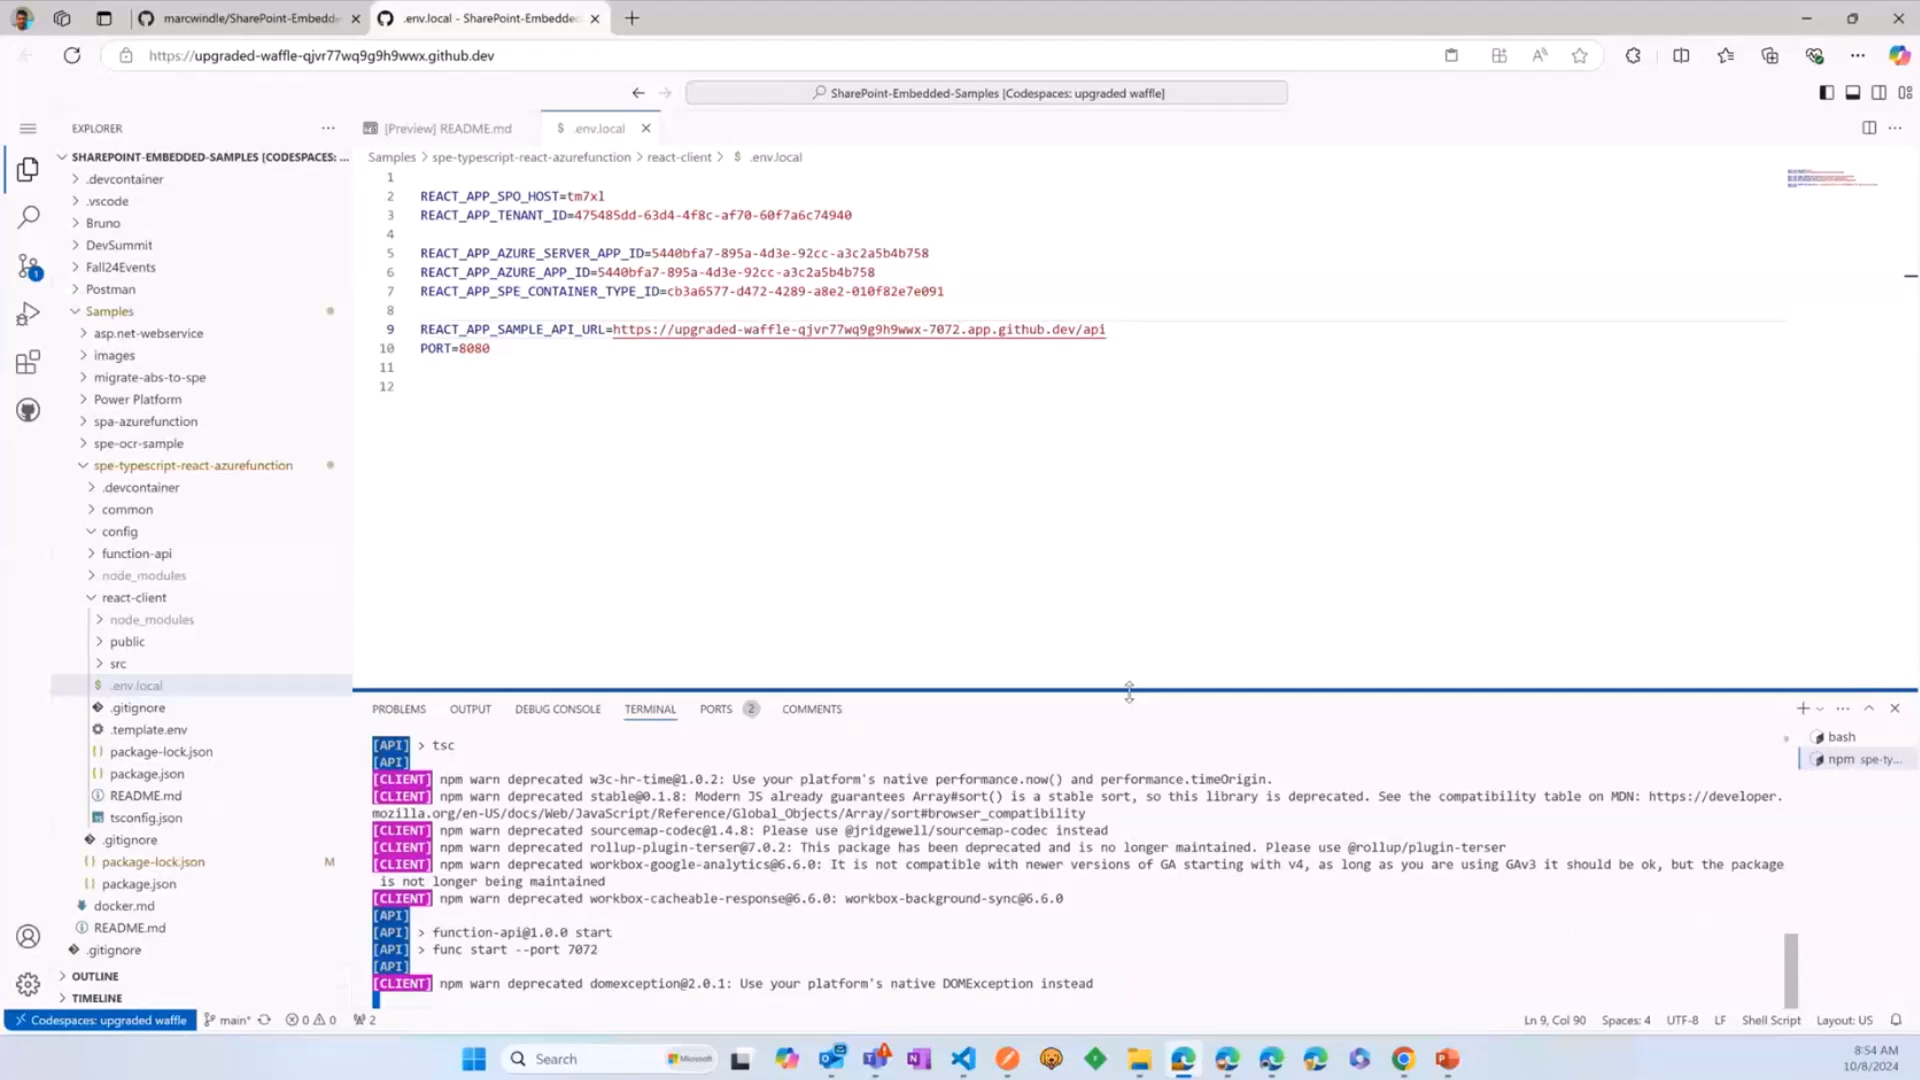 marcwindle/SharePoint-Embedde
.env.local - SharePoint-Embedded
https://upgraded-waffle-qjvr77wq9g9h9wwx.github.dev
SharePoint-Embedded-Samples [Codespaces: upgraded waffle]
EXPLORER
[Preview] README.md
$ .env.local
SHAREPOINT-EMBEDDED-SAMPLES [CODESPACES: ...
Samples > spe-typescript-react-azurefunction > react-client > $ .env.local
.devcontainer
.vscode
Bruno
DevSummit
Fall24Events
Postman
Samples
asp.net-webservice
images
migrate-abs-to-spe
Power Platform
spa-azurefunction
spe-ocr-sample
spe-typescript-react-azurefunction
.devcontainer
common
config
function-api
node_modules
react-client
node_modules
public
src
$ .env.local
.gitignore
.template.env
{} package-lock.json
{} package.json
README.md
tsconfig.json
.gitignore
{} package-lock.json M
{} package.json
docker.md
README.md
.gitignore
OUTLINE
TIMELINE
1
1
2 REACT_APP_SPO_HOST=tm7xl
3 REACT_APP_TENANT_ID=475485dd-63d4-4f8c-af70-60f7a6c74940
4
5 REACT_APP_AZURE_SERVER_APP_ID=5440bfa7-895a-4d3e-92cc-a3c2a5b4b758
6 REACT_APP_AZURE_APP_ID=5440bfa7-895a-4d3e-92cc-a3c2a5b4b758
7 REACT_APP_SPE_CONTAINER_TYPE_ID=cb3a6577-d472-4289-a8e2-010f82e7e091
8
9 REACT_APP_SAMPLE_API_URL=https://upgraded-waffle-qjvr77wq9g9h9wwx-7072.app.github.dev/api
10 PORT=8080
11
12
PROBLEMS OUTPUT DEBUG CONSOLE TERMINAL PORTS 2 COMMENTS
bash
npm spe-ty...
[API] > tsc
[API]
[CLIENT] npm warn deprecated w3c-hr-time@1.0.2: Use your platform's native performance.now() and performance.timeOrigin.
[CLIENT] npm warn deprecated stable@0.1.8: Modern JS already guarantees Array#sort() is a stable sort, so this library is deprecated. See the compatibility table on MDN: https://developer.
mozilla.org/en-US/docs/Web/JavaScript/Reference/Global_Objects/Array/sort#browser_compatibility
[CLIENT] npm warn deprecated sourcemap-codec@1.4.8: Please use @jridgewell/sourcemap-codec instead
[CLIENT] npm warn deprecated rollup-plugin-terser@7.0.2: This package has been deprecated and is no longer maintained. Please use @rollup/plugin-terser
[CLIENT] npm warn deprecated workbox-google-analytics@6.6.0: It is not compatible with newer versions of GA starting with v4, as long as you are using GAv3 it should be ok, but the package
is not longer being maintained
[CLIENT] npm warn deprecated workbox-cacheable-response@6.6.0: workbox-background-sync@6.6.0
[API]
[API] > function-api@1.0.0 start
[API] > func start --port 7072
[API]
[CLIENT] npm warn deprecated domexception@2.0.1: Use your platform's native DOMException instead
Codespaces: upgraded waffle main* 0 0 2
Ln 9, Col 90 Spaces: 4 UTF-8 LF Shell Script Layout: US
Search
Microsoft
8:54 AM
10/8/2024